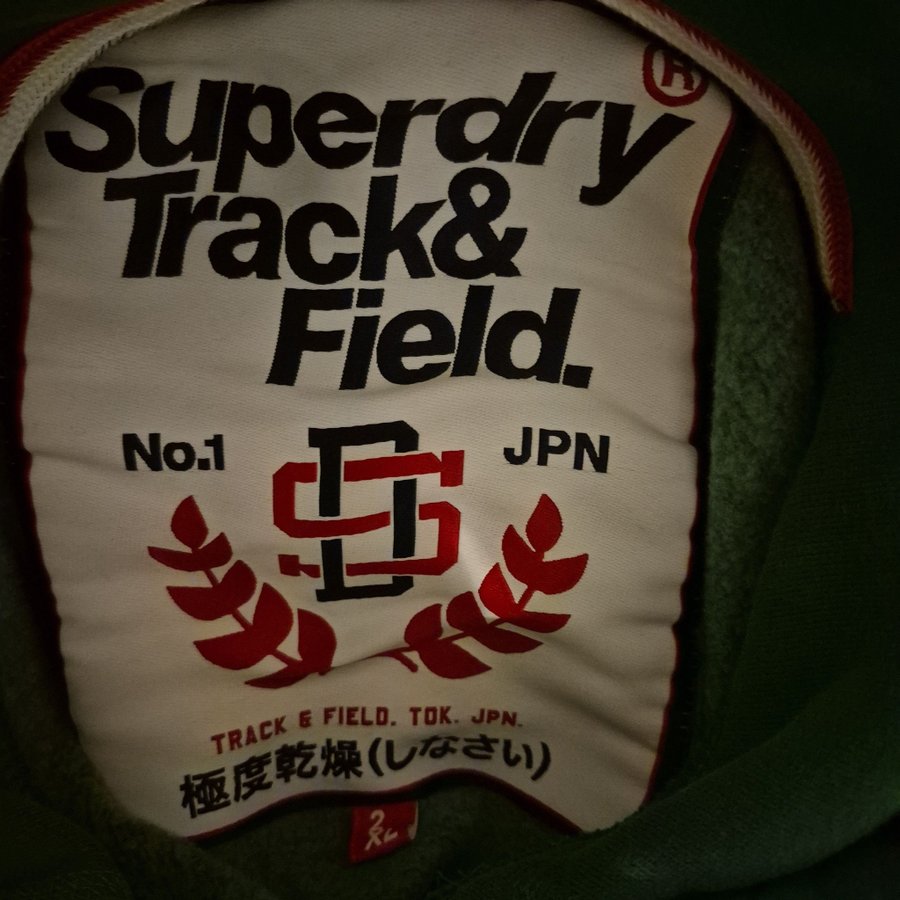 Superdry
®
Track&
Field.
No.1
DS
JPN
TRACK & FIELD. TOK. JPN.
極度乾燥(しなさい)
2XL